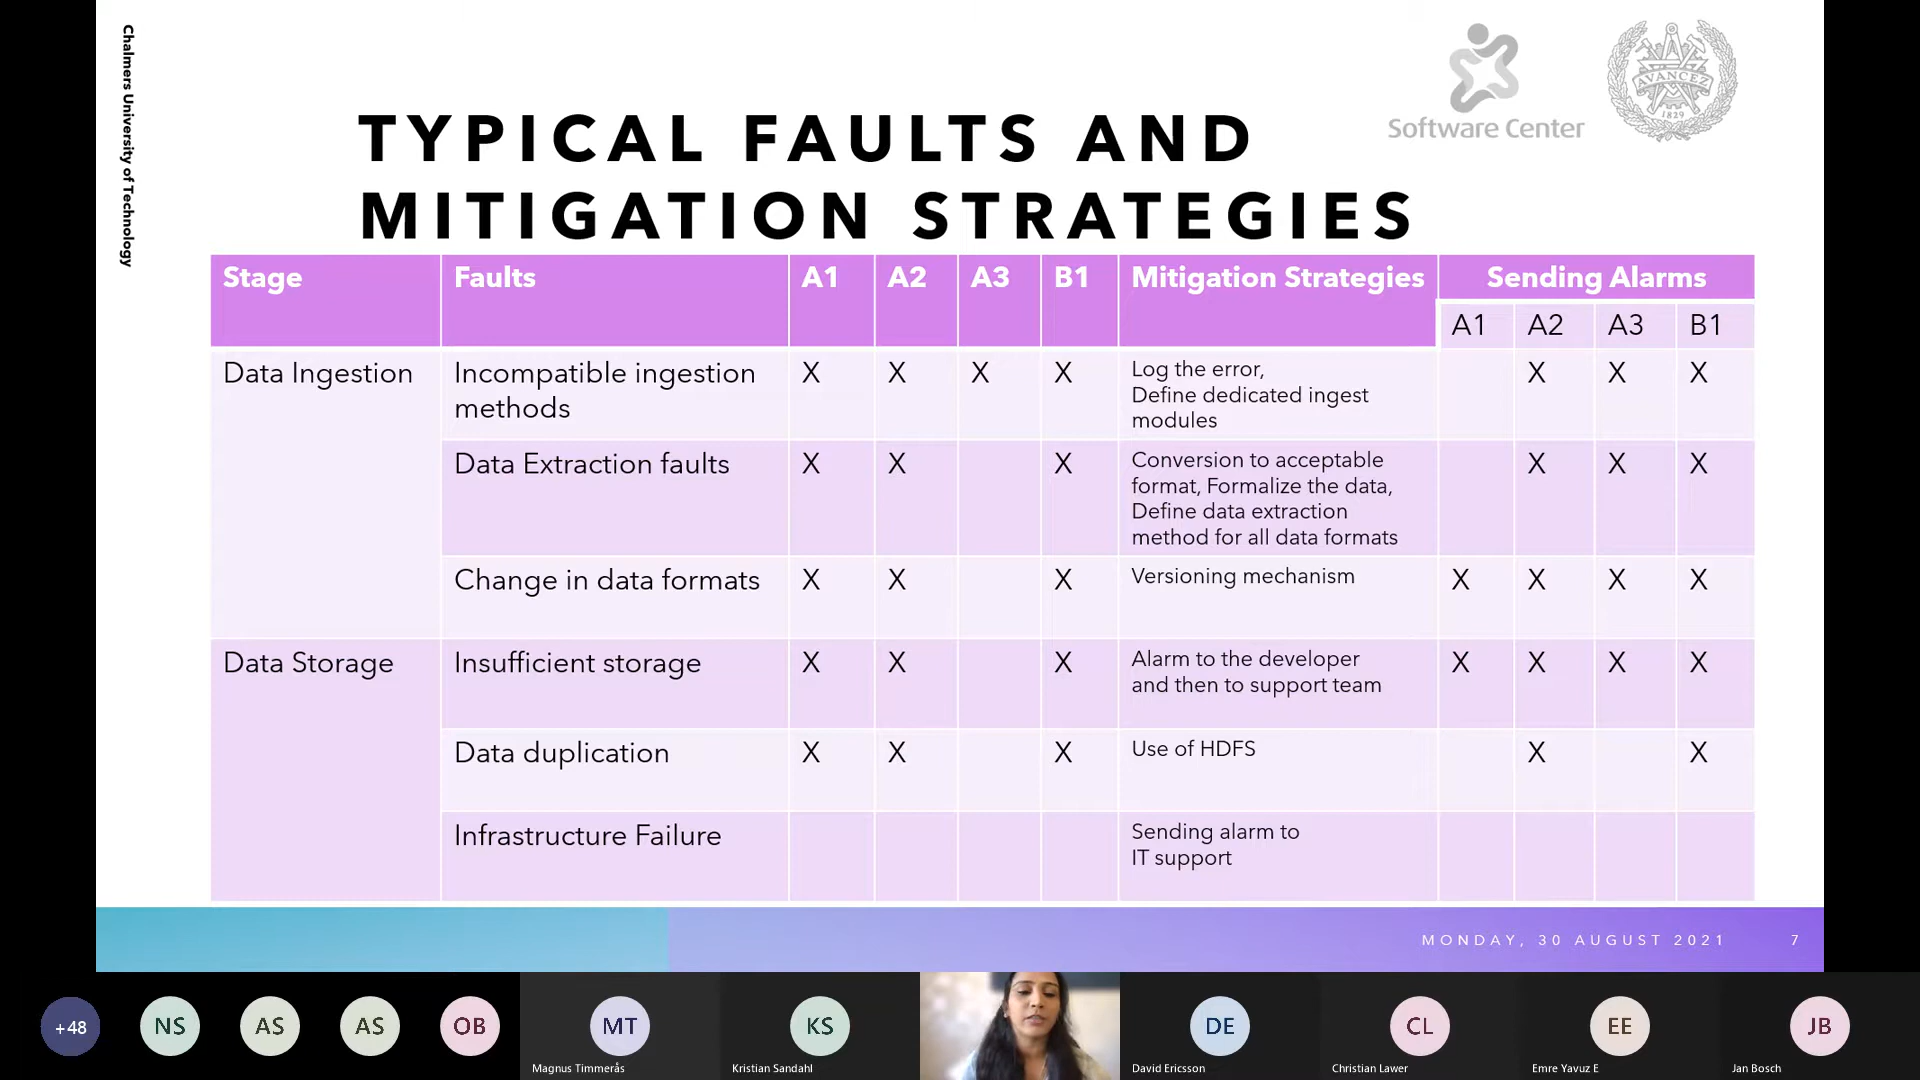 Chalmers University of Technology
Software Center
AVANCEZ
1829
TYPICAL FAULTS AND
MITIGATION STRATEGIES
Stage Faults A1 A2 A3 B1 Mitigation Strategies Sending Alarms
A1 A2 A3 B1
Data Ingestion Incompatible ingestion X X X X Log the error, X X X
methods Define dedicated ingest
modules
Data Extraction faults X X X Conversion to acceptable X X X
format, Formalize the data,
Define data extraction
method for all data formats
Change in data formats X X X Versioning mechanism X X X X
Data Storage Insufficient storage X X X Alarm to the developer X X X X
and then to support team
Data duplication X X X Use of HDFS X X
Infrastructure Failure Sending alarm to
IT support
MONDAY, 30 AUGUST 2021 7
+48 NS AS AS OB MT KS DE CL EE JB
Magnus Timmerås Kristian Sandahl David Ericsson Christian Lawer Emre Yavuz E Jan Bosch